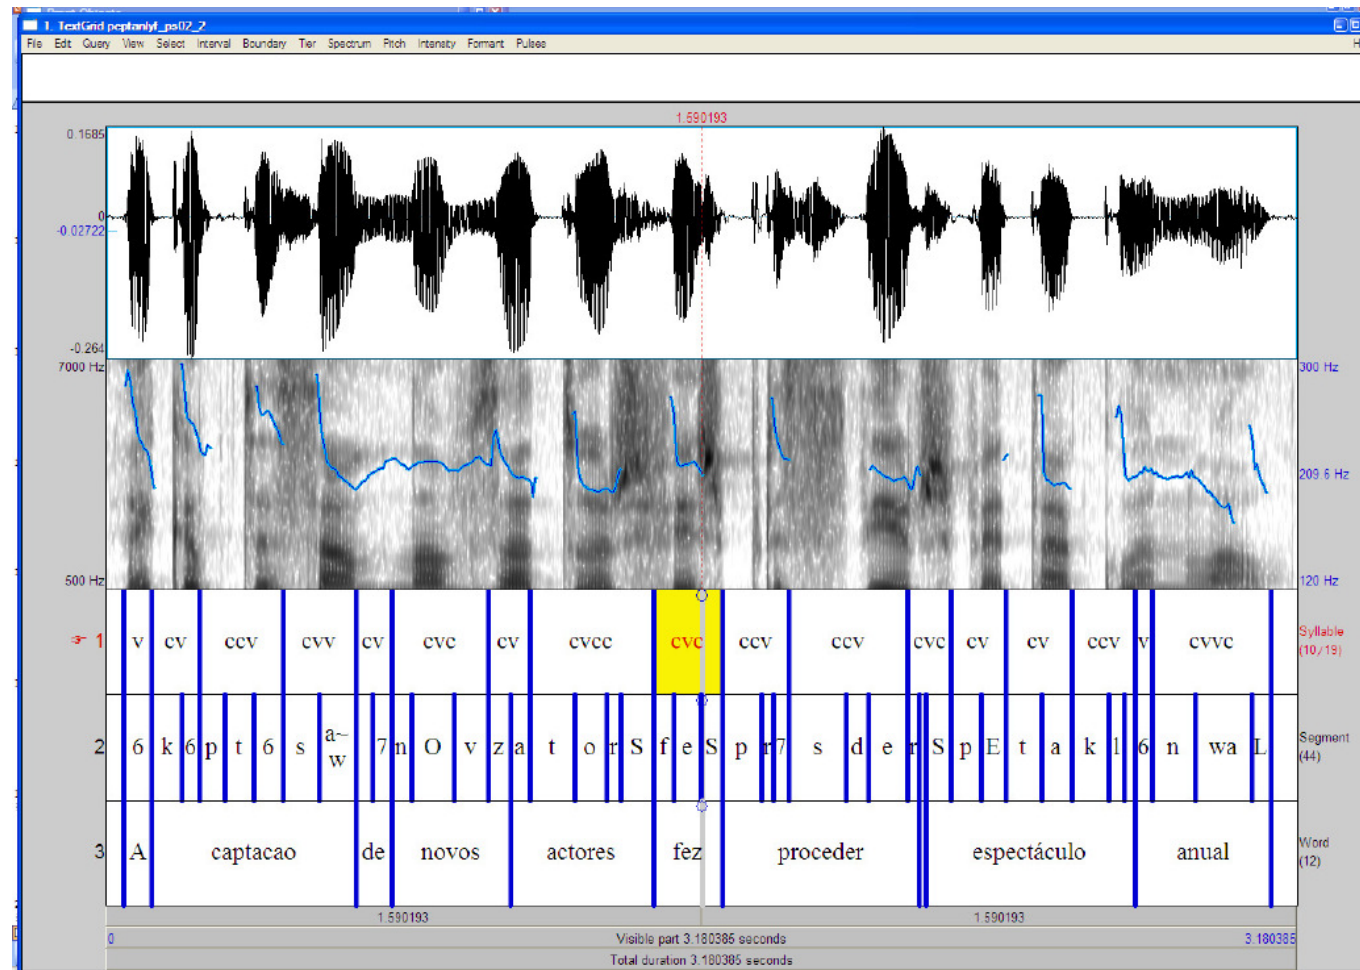 1. TextGrid peptanlyf_ps02_2
File Edit Query View Select Interval Boundary Tier Spectrum Pitch Intensity Formant Pulses H
1.590193
0.1685
0
-0.02722
-0.264
7000 Hz 300 Hz
209.6 Hz
500 Hz 120 Hz
1 v cv ccv cvv cv cvc cv cvcc cvc ccv ccv cvc cv cv ccv v cvvc Syllable (10/19)
2 6 k 6 p t 6 s a~ w 7 n O v z a t o r S f e S p r 7 s d e r S p E t a k l 6 n wa L Segment (44)
3 A captacao de novos actores fez proceder espectáculo anual Word (12)
1.590193 1.590193
0 Visible part 3.180385 seconds 3.180385
Total duration 3.180385 seconds